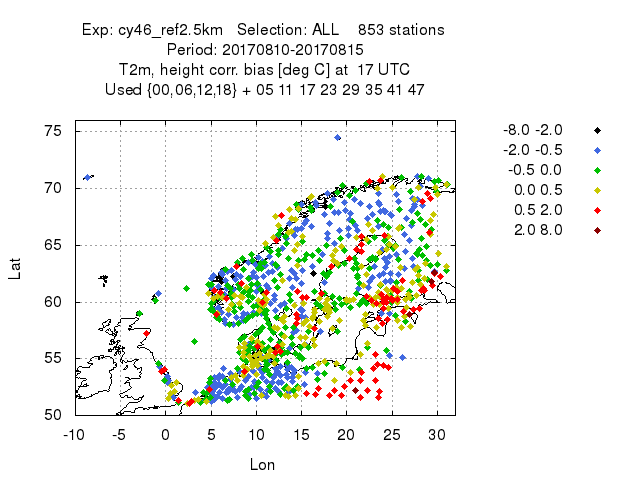 Exp: cy46_ref2.5km   Selection: ALL    853 stations
Period: 20170810-20170815
T2m, height corr. bias [deg C] at  17 UTC
Used {00,06,12,18} + 05 11 17 23 29 35 41 47
75
70
65
60
55
50
Lat
-10 -5 0 5 10 15 20 25 30
Lon
-8.0 -2.0
-2.0 -0.5
-0.5 0.0
0.0 0.5
0.5 2.0
2.0 8.0